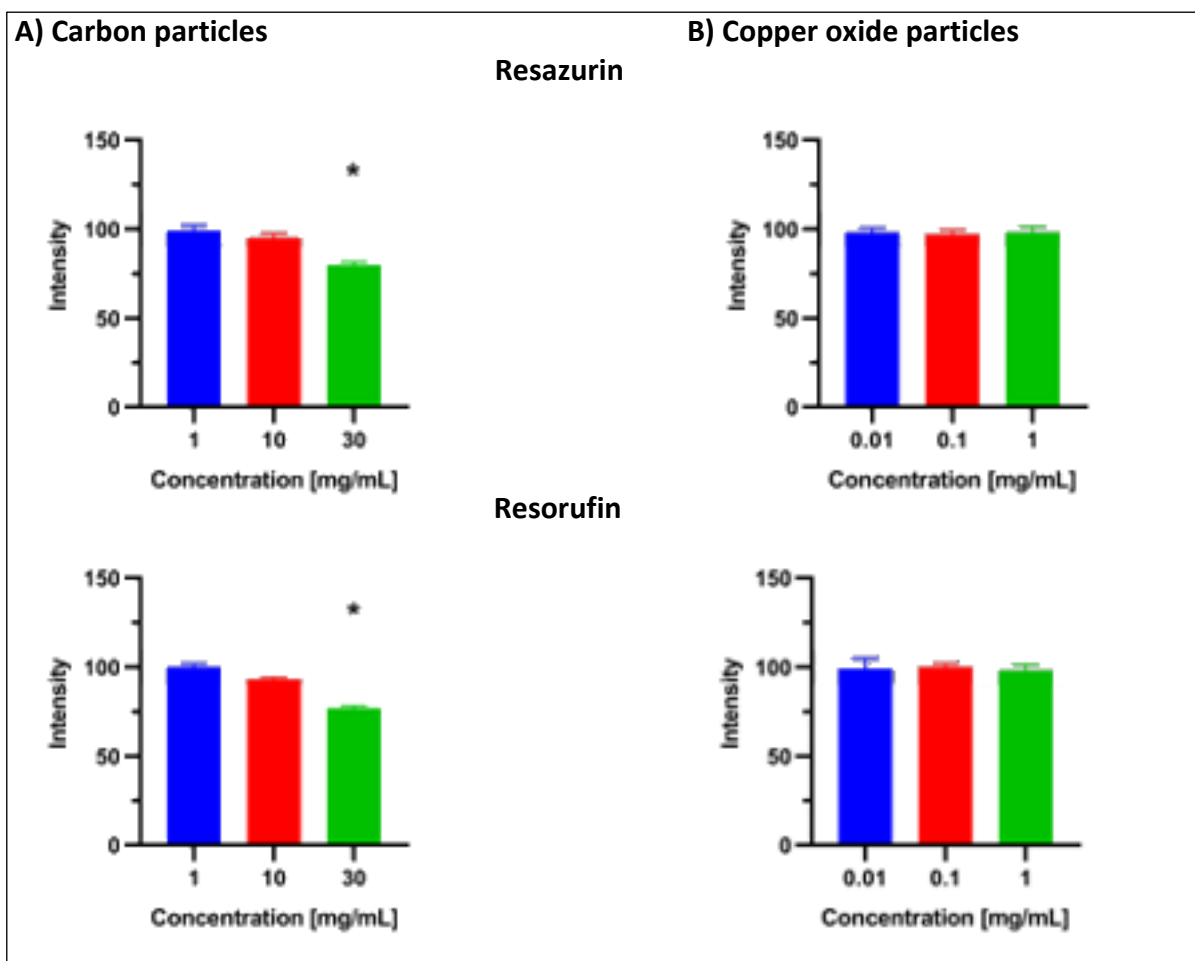 A) Carbon particles
B) Copper oxide particles
Resazurin
150
100
50
0
Intensity
*
1 10 30
Concentration [mg/mL]
150
100
50
0
Intensity
0.01 0.1 1
Concentration [mg/mL]
Resorufin
150
100
50
0
Intensity
*
1 10 30
Concentration [mg/mL]
150
100
50
0
Intensity
0.01 0.1 1
Concentration [mg/mL]